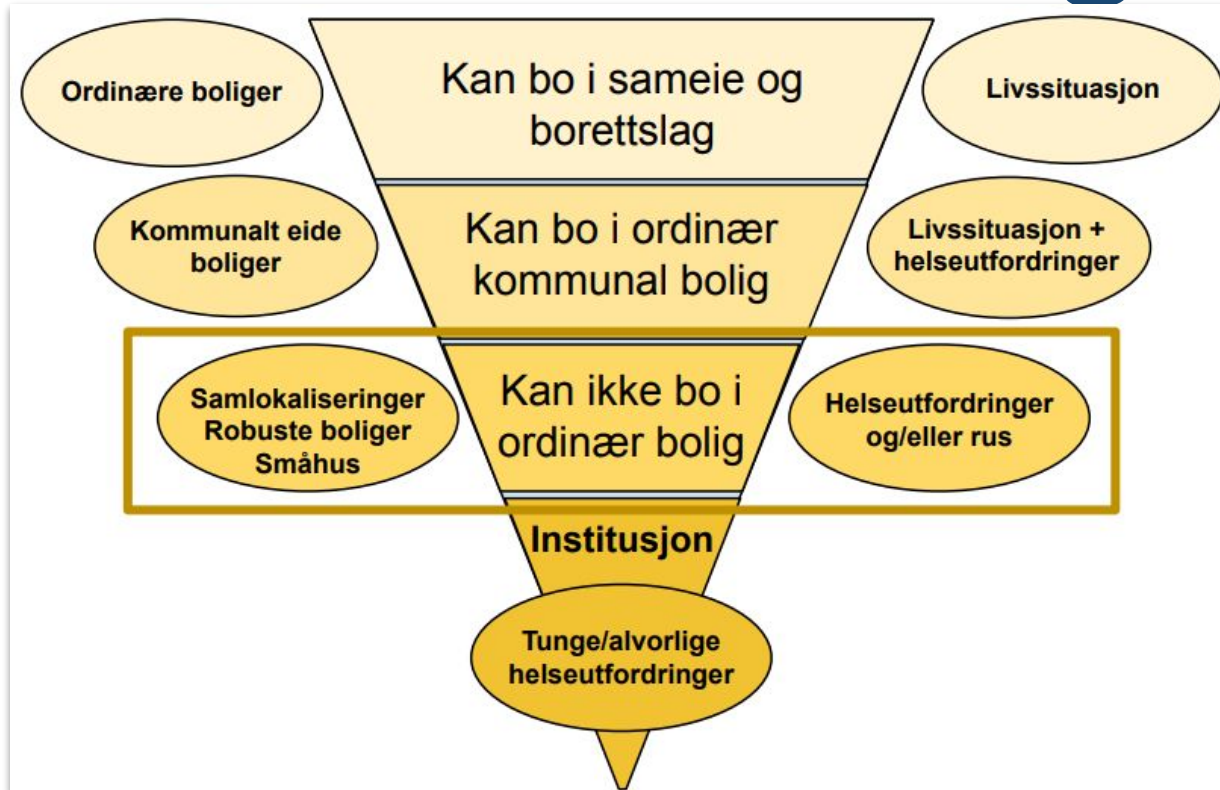 Ordinære boliger
Kan bo i sameie og
borettslag
Livssituasjon
Kommunalt eide
boliger
Kan bo i ordinær
kommunal bolig
Livssituasjon +
helseutfordringer
Samlokaliseringer
Robuste boliger
Småhus
Kan ikke bo i
ordinær bolig
Helseutfordringer
og/eller rus
Institusjon
Tunge/alvorlige
helseutfordringer